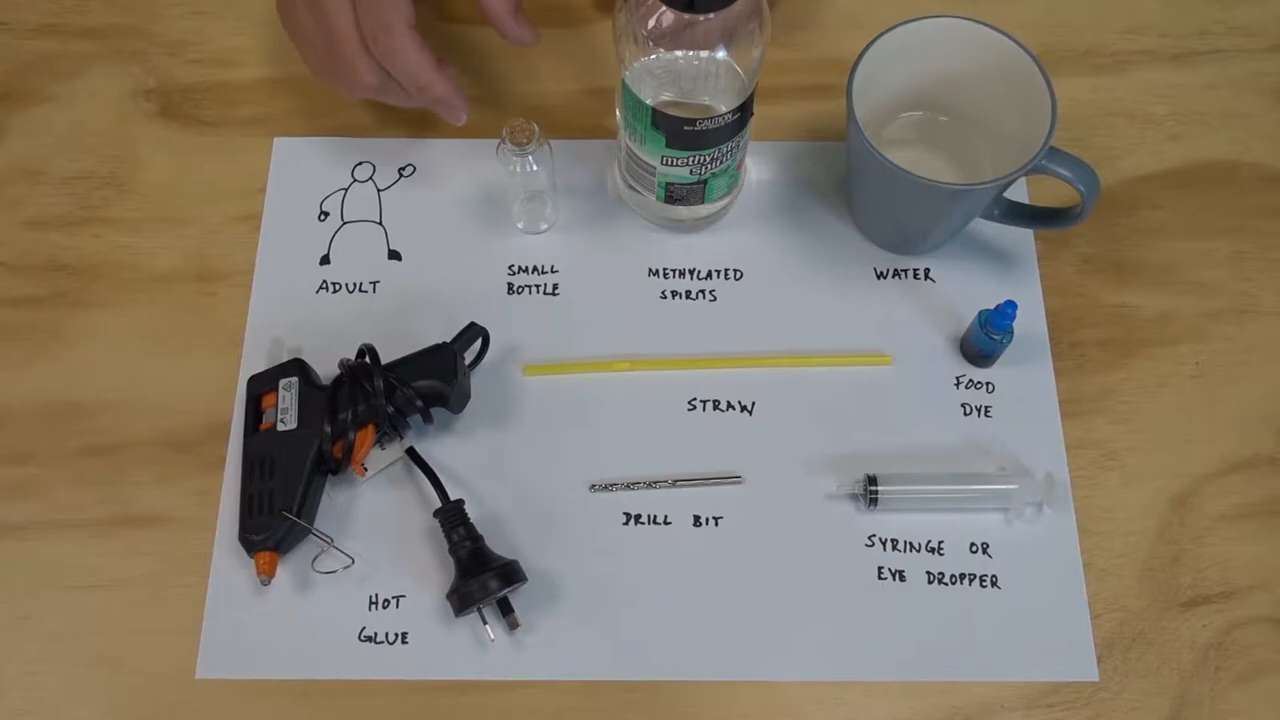 CAUTION
methylated
spirits
ADULT
SMALL
BOTTLE
METHYLATED
SPIRITS
WATER
FOOD
DYE
STRAW
DRILL BIT
SYRINGE OR
EYE DROPPER
HOT
GLUE